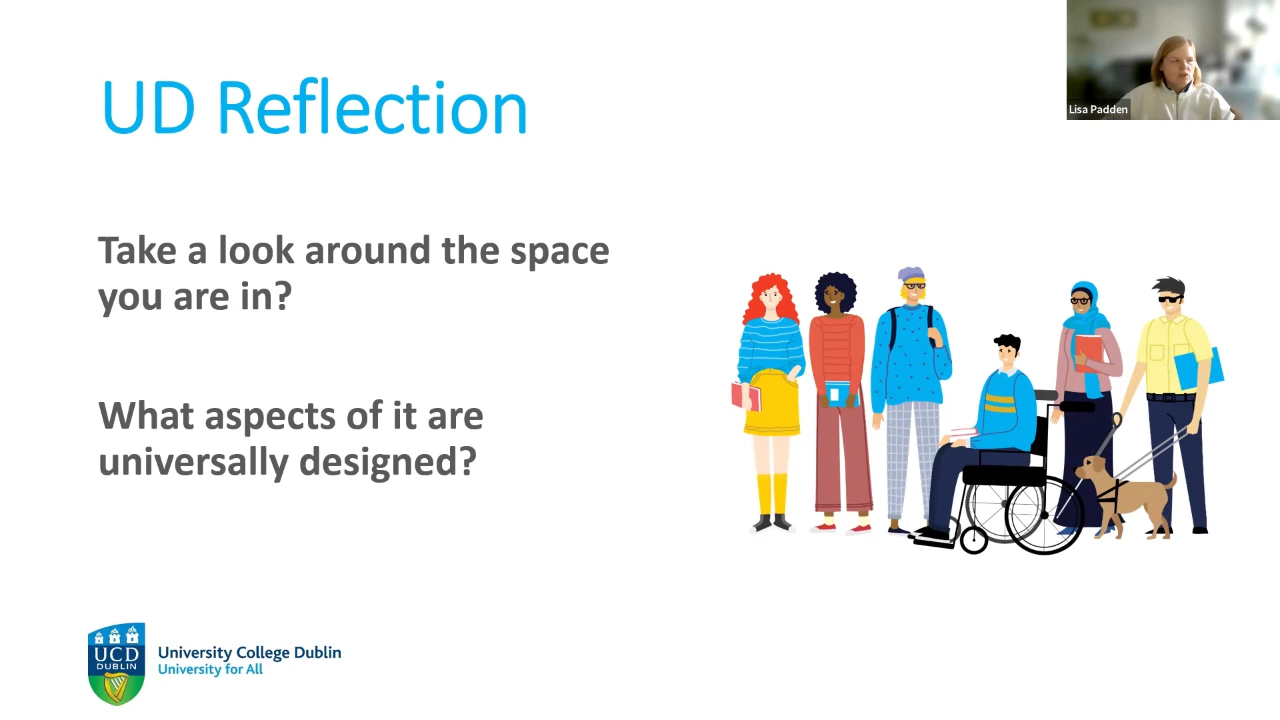 UD Reflection
Lisa Padden
Take a look around the space
you are in?
What aspects of it are
universally designed?
UCD
DUBLIN
University College Dublin
University for All